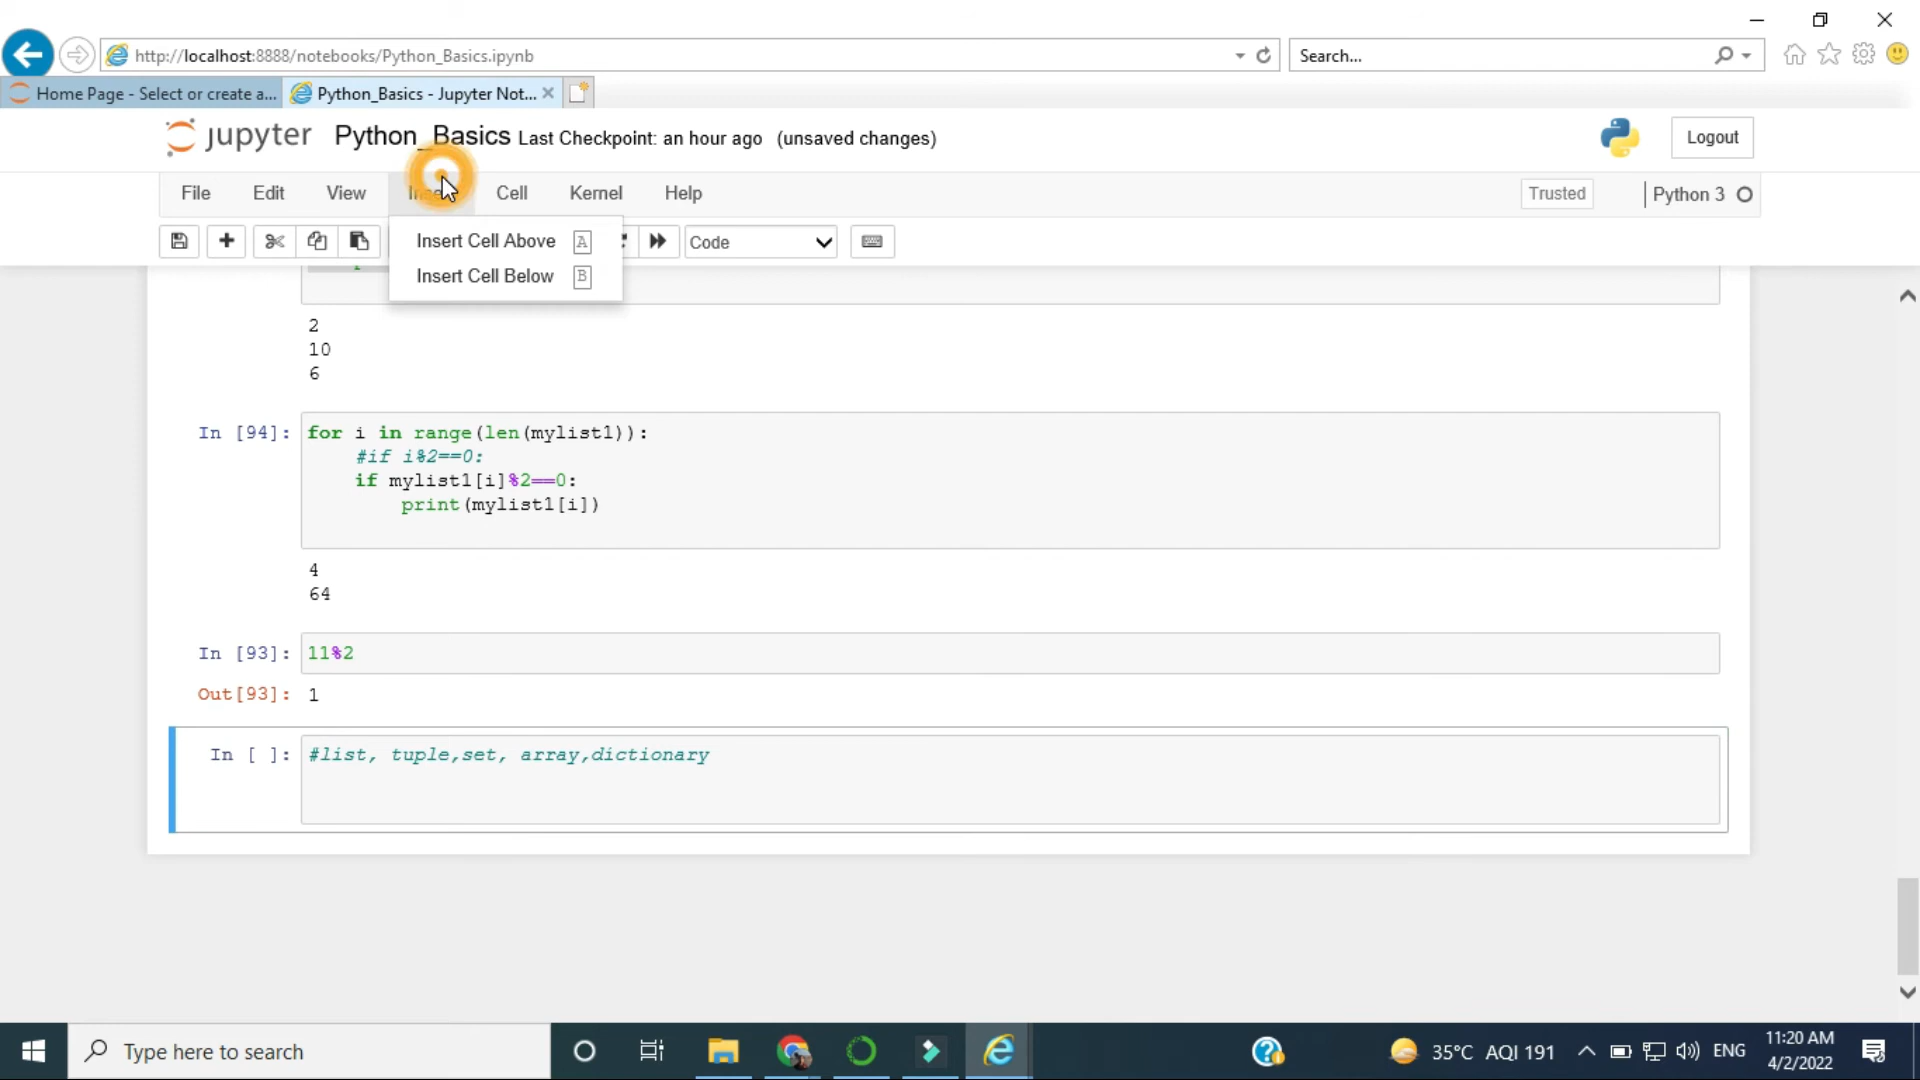 http://localhost:8888/notebooks/Python_Basics.ipynb
Search...
Home Page - Select or create a...
Python_Basics - Jupyter Not...
jupyter Python_Basics Last Checkpoint: an hour ago (unsaved changes)
Logout
File Edit View Cell Kernel Help
Trusted
Python 3
Code
Insert Cell Above A
Insert Cell Below B
2
10
6
In [94]: for i in range(len(mylist1)):
#if i%2==0:
if mylist1[i]%2==0:
print(mylist1[i])
4
64
In [93]: 11%2
Out[93]: 1
In [ ]: #list, tuple,set, array,dictionary
Type here to search
35°C AQI 191
ENG
11:20 AM
4/2/2022